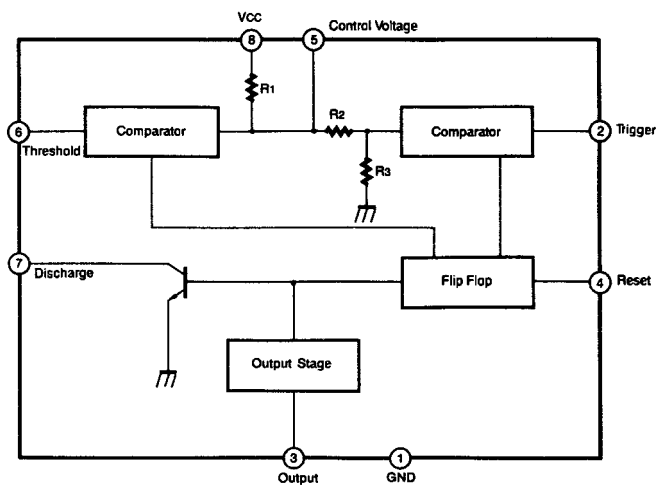 Vcc
8
5
Control Voltage
R1
6
Threshold
Comparator
R2
Comparator
2
Trigger
R3
7
Discharge
Flip Flop
4
Reset
Output Stage
3
Output
1
GND